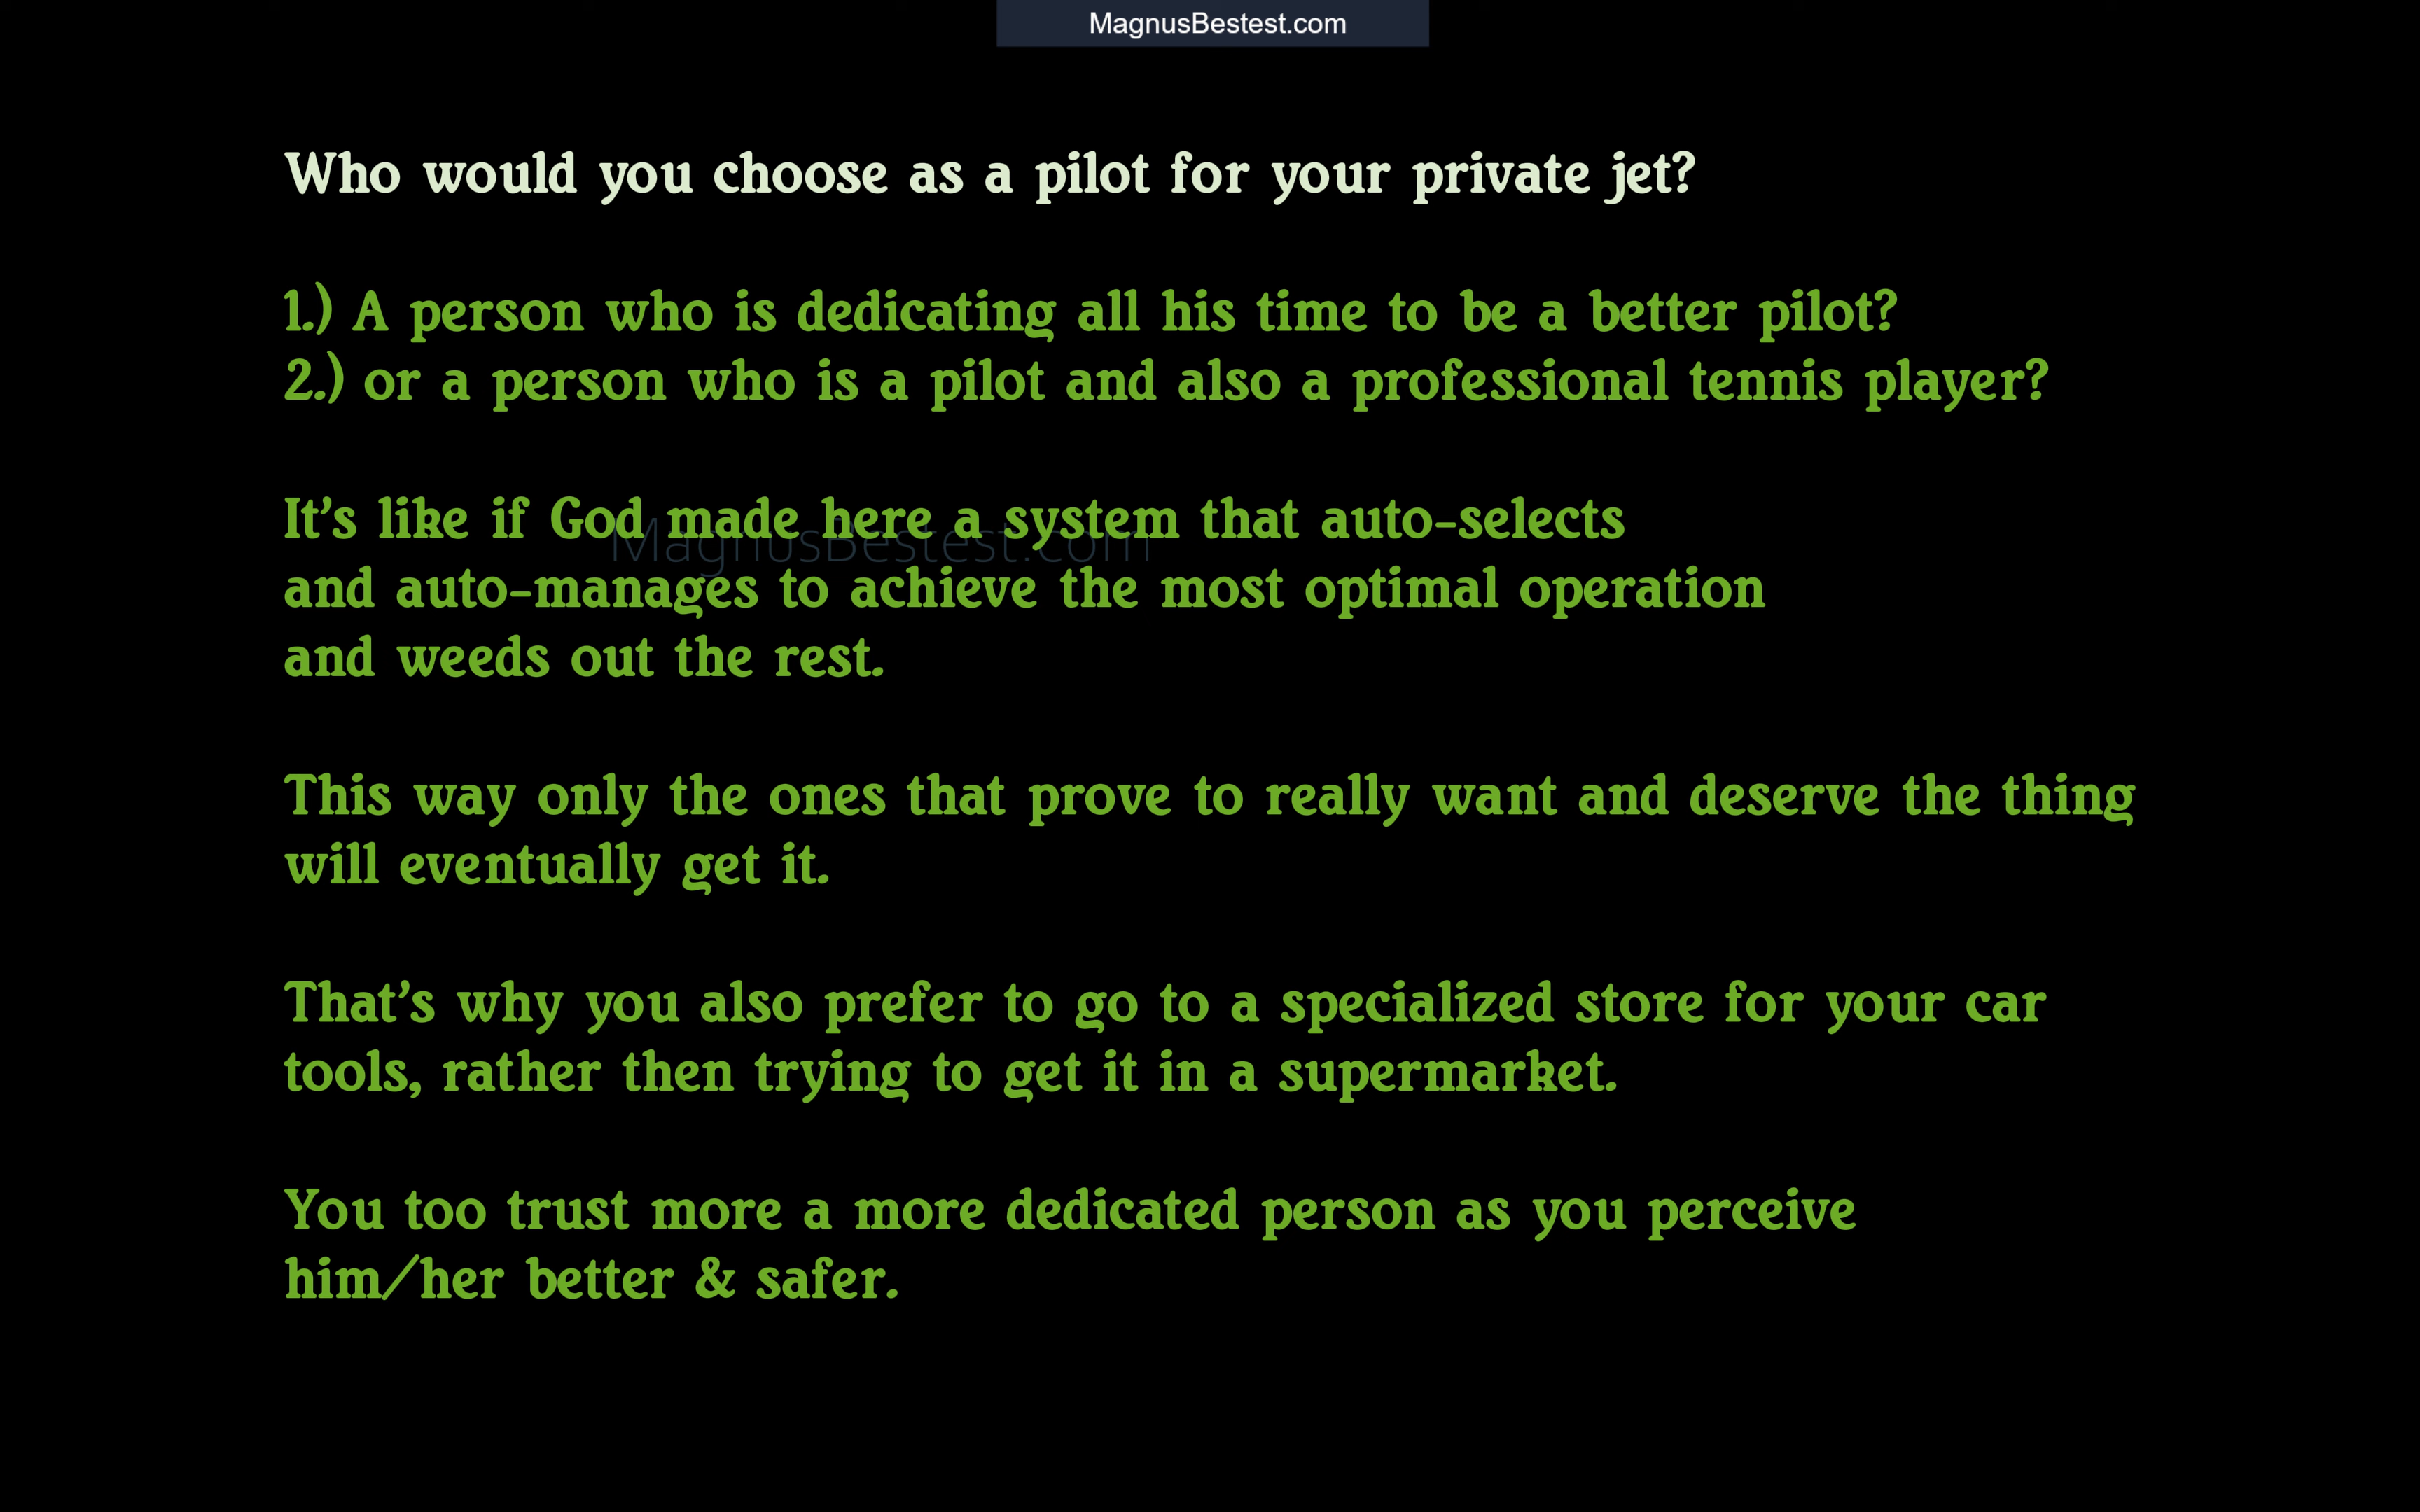 MagnusBestest.com
Who would you choose as a pilot for your private jet?
1.) A person who is dedicating all his time to be a better pilot?
2.) or a person who is a pilot and also a professional tennis player?
It's like if God made here a system that auto-selects
MagnusBestest.com
and auto-manages to achieve the most optimal operation
and weeds out the rest.
This way only the ones that prove to really want and deserve the thing
will eventually get it.
That's why you also prefer to go to a specialized store for your car
tools, rather then trying to get it in a supermarket.
You too trust more a more dedicated person as you perceive
him/her better & safer.